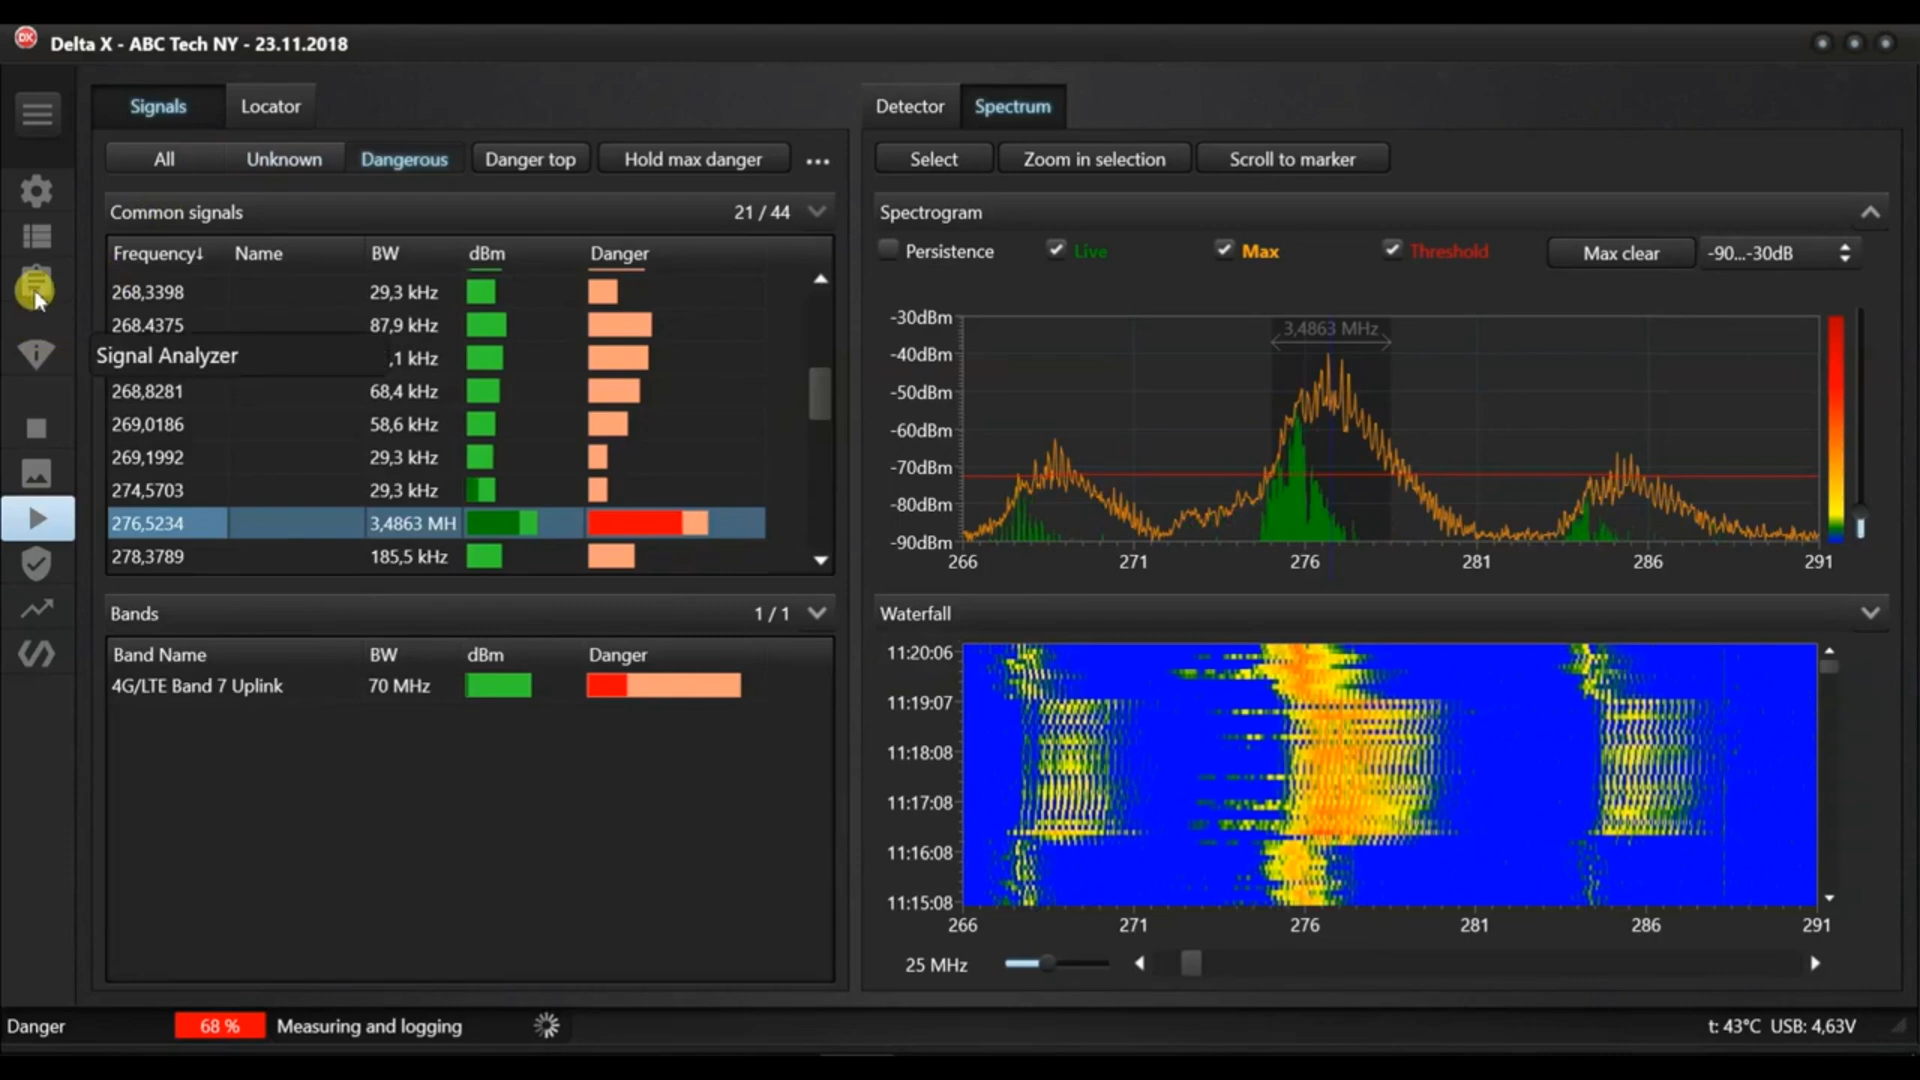 DX Delta X - ABC Tech NY - 23.11.2018
Signals Locator
All Unknown Dangerous Danger top Hold max danger ...
Common signals 21 / 44
Frequency↓ Name BW dBm Danger
268,3398 29,3 kHz
268,4375 87,9 kHz
Signal Analyzer ,1 kHz
268,8281 68,4 kHz
269,0186 58,6 kHz
269,1992 29,3 kHz
274,5703 29,3 kHz
276,5234 3,4863 MH
278,3789 185,5 kHz
Bands 1 / 1
Band Name BW dBm Danger
4G/LTE Band 7 Uplink 70 MHz
Detector Spectrum
Select Zoom in selection Scroll to marker
Spectrogram
Persistence Live Max Threshold Max clear -90...-30dB
3,4863 MHz
-30dBm
-40dBm
-50dBm
-60dBm
-70dBm
-80dBm
-90dBm
266 271 276 281 286 291
Waterfall
11:20:06
11:19:07
11:18:08
11:17:08
11:16:08
11:15:08
266 271 276 281 286 291
25 MHz
Danger 68 % Measuring and logging t: 43°C USB: 4,63V